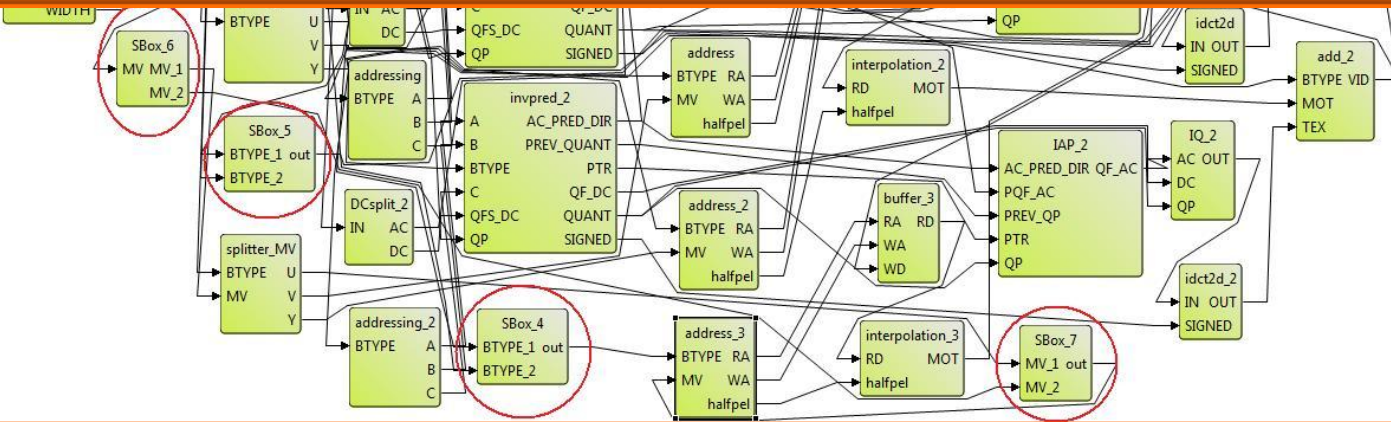 WIDTH
SBox_6
MV MV_1
MV_2
BTYPE U
V
Y
IN AC
DC
QFS_DC QUANT
QP SIGNED
QP
idct2d
IN OUT
SIGNED
add_2
BTYPE VID
MOT
TEX
address
BTYPE RA
MV WA
halfpel
interpolation_2
RD MOT
halfpel
addressing
BTYPE A
B
C
invpred_2
A AC_PRED_DIR
B PREV_QUANT
BTYPE PTR
C QF_DC
QFS_DC QUANT
QP SIGNED
SBox_5
BTYPE_1 out
BTYPE_2
IAP_2
AC_PRED_DIR QF_AC
PQF_AC
PREV_QP
PTR
QP
IQ_2
AC OUT
DC
QP
DCsplit_2
IN AC
DC
address_2
BTYPE RA
MV WA
halfpel
buffer_3
RA RD
WA
WD
splitter_MV
BTYPE U
MV V
Y
idct2d_2
IN OUT
SIGNED
addressing_2
BTYPE A
B
C
SBox_4
BTYPE_1 out
BTYPE_2
address_3
BTYPE RA
MV WA
halfpel
interpolation_3
RD MOT
halfpel
SBox_7
MV_1 out
MV_2